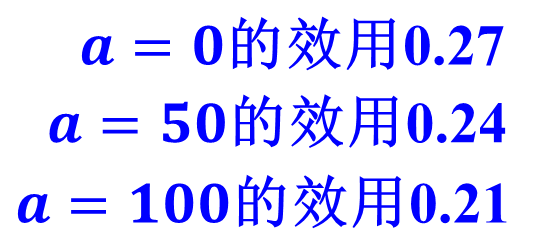 a = 0的效用0.27
a = 50的效用0.24
a = 100的效用0.21